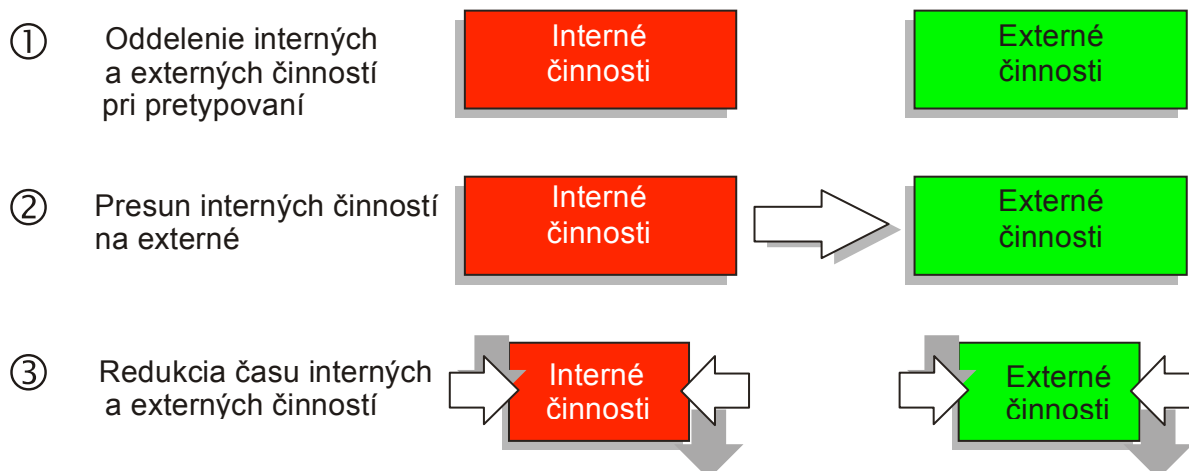 ① Oddelenie interných
a externých činností
pri pretypovaní
Interné
činnosti
Externé
činnosti
② Presun interných činností
na externé
Interné
činnosti
Externé
činnosti
③ Redukcia času interných
a externých činností
Interné
činnosti
Externé
činnosti